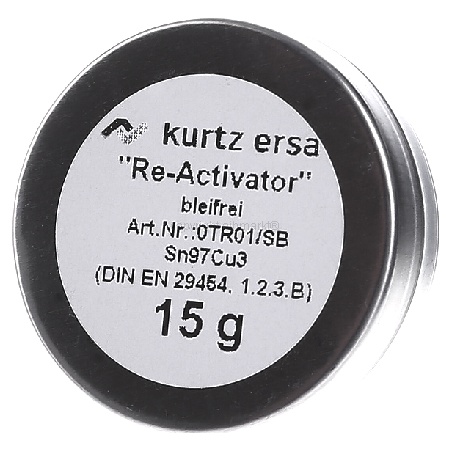 kurtz ersa
"Re-Activator"
bleifrei
Art.Nr.:0TR01/SB
Sn97Cu3
(DIN EN 29454. 1.2.3.B)
15 g